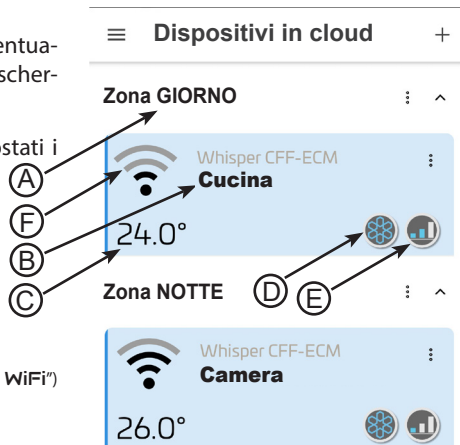 entua-
scher-
stati i
WiFi")
Dispositivi in cloud
Zona GIORNO
Whisper CFF-ECM
Cucina
24.0°
A
F
B
C
D
E
Zona NOTTE
Whisper CFF-ECM
Camera
26.0°